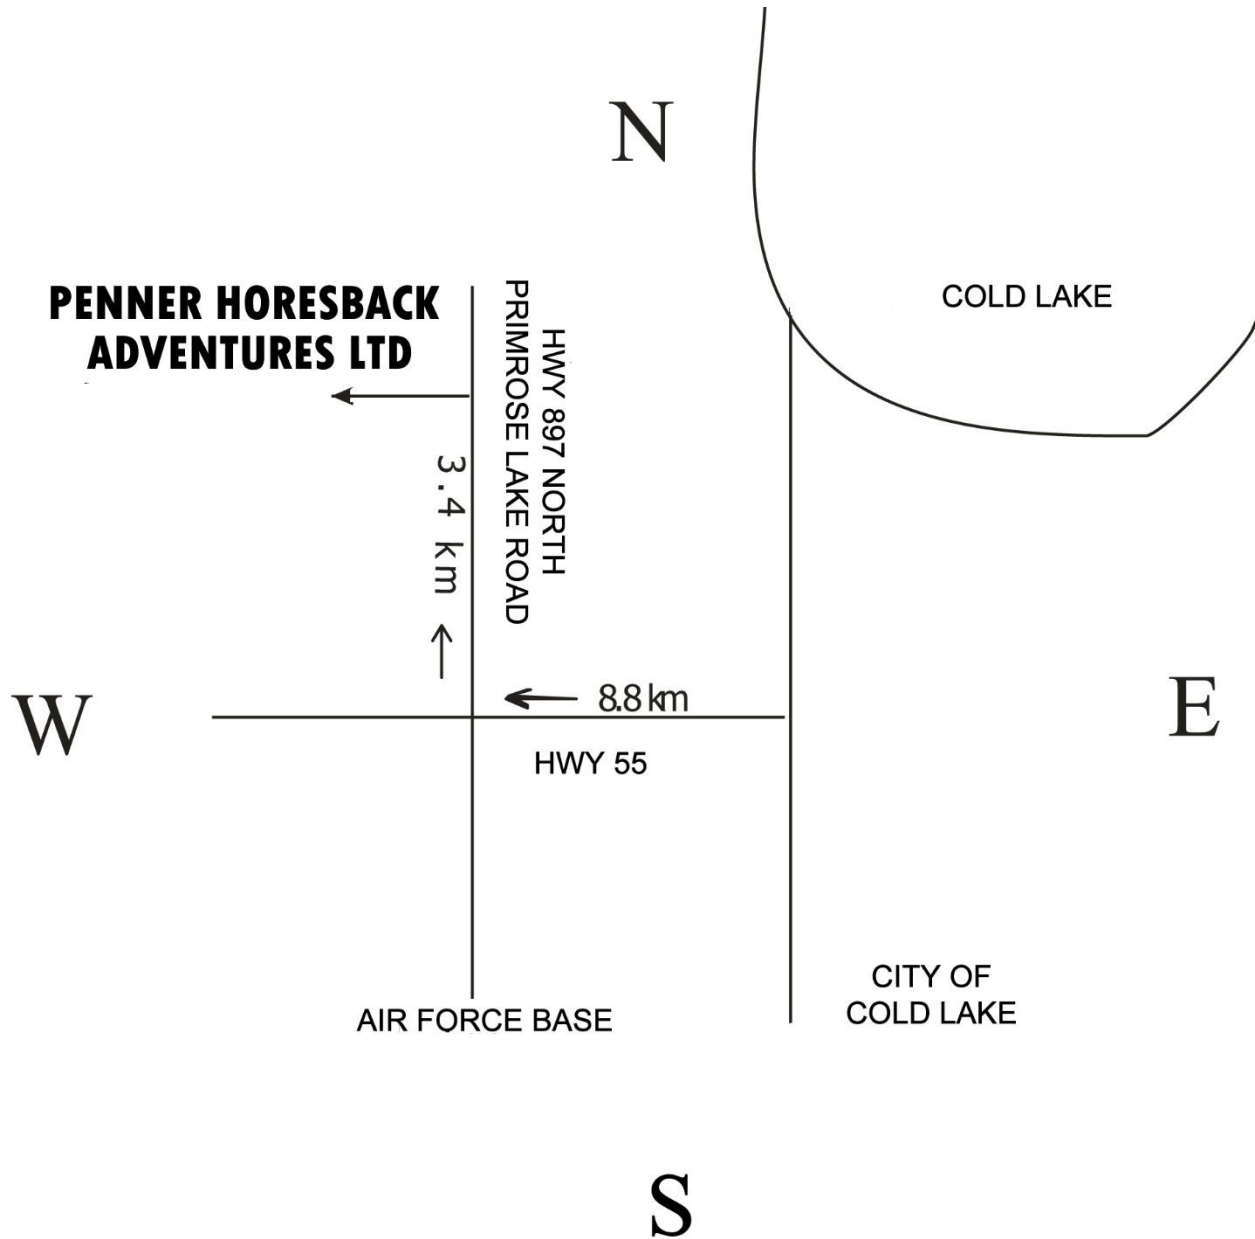 N
PENNER HORESBACK
ADVENTURES LTD
COLD LAKE
HWY 897 NORTH
PRIMROSE LAKE ROAD
3.4 km
W
8.8 km
E
HWY 55
AIR FORCE BASE
CITY OF
COLD LAKE
S